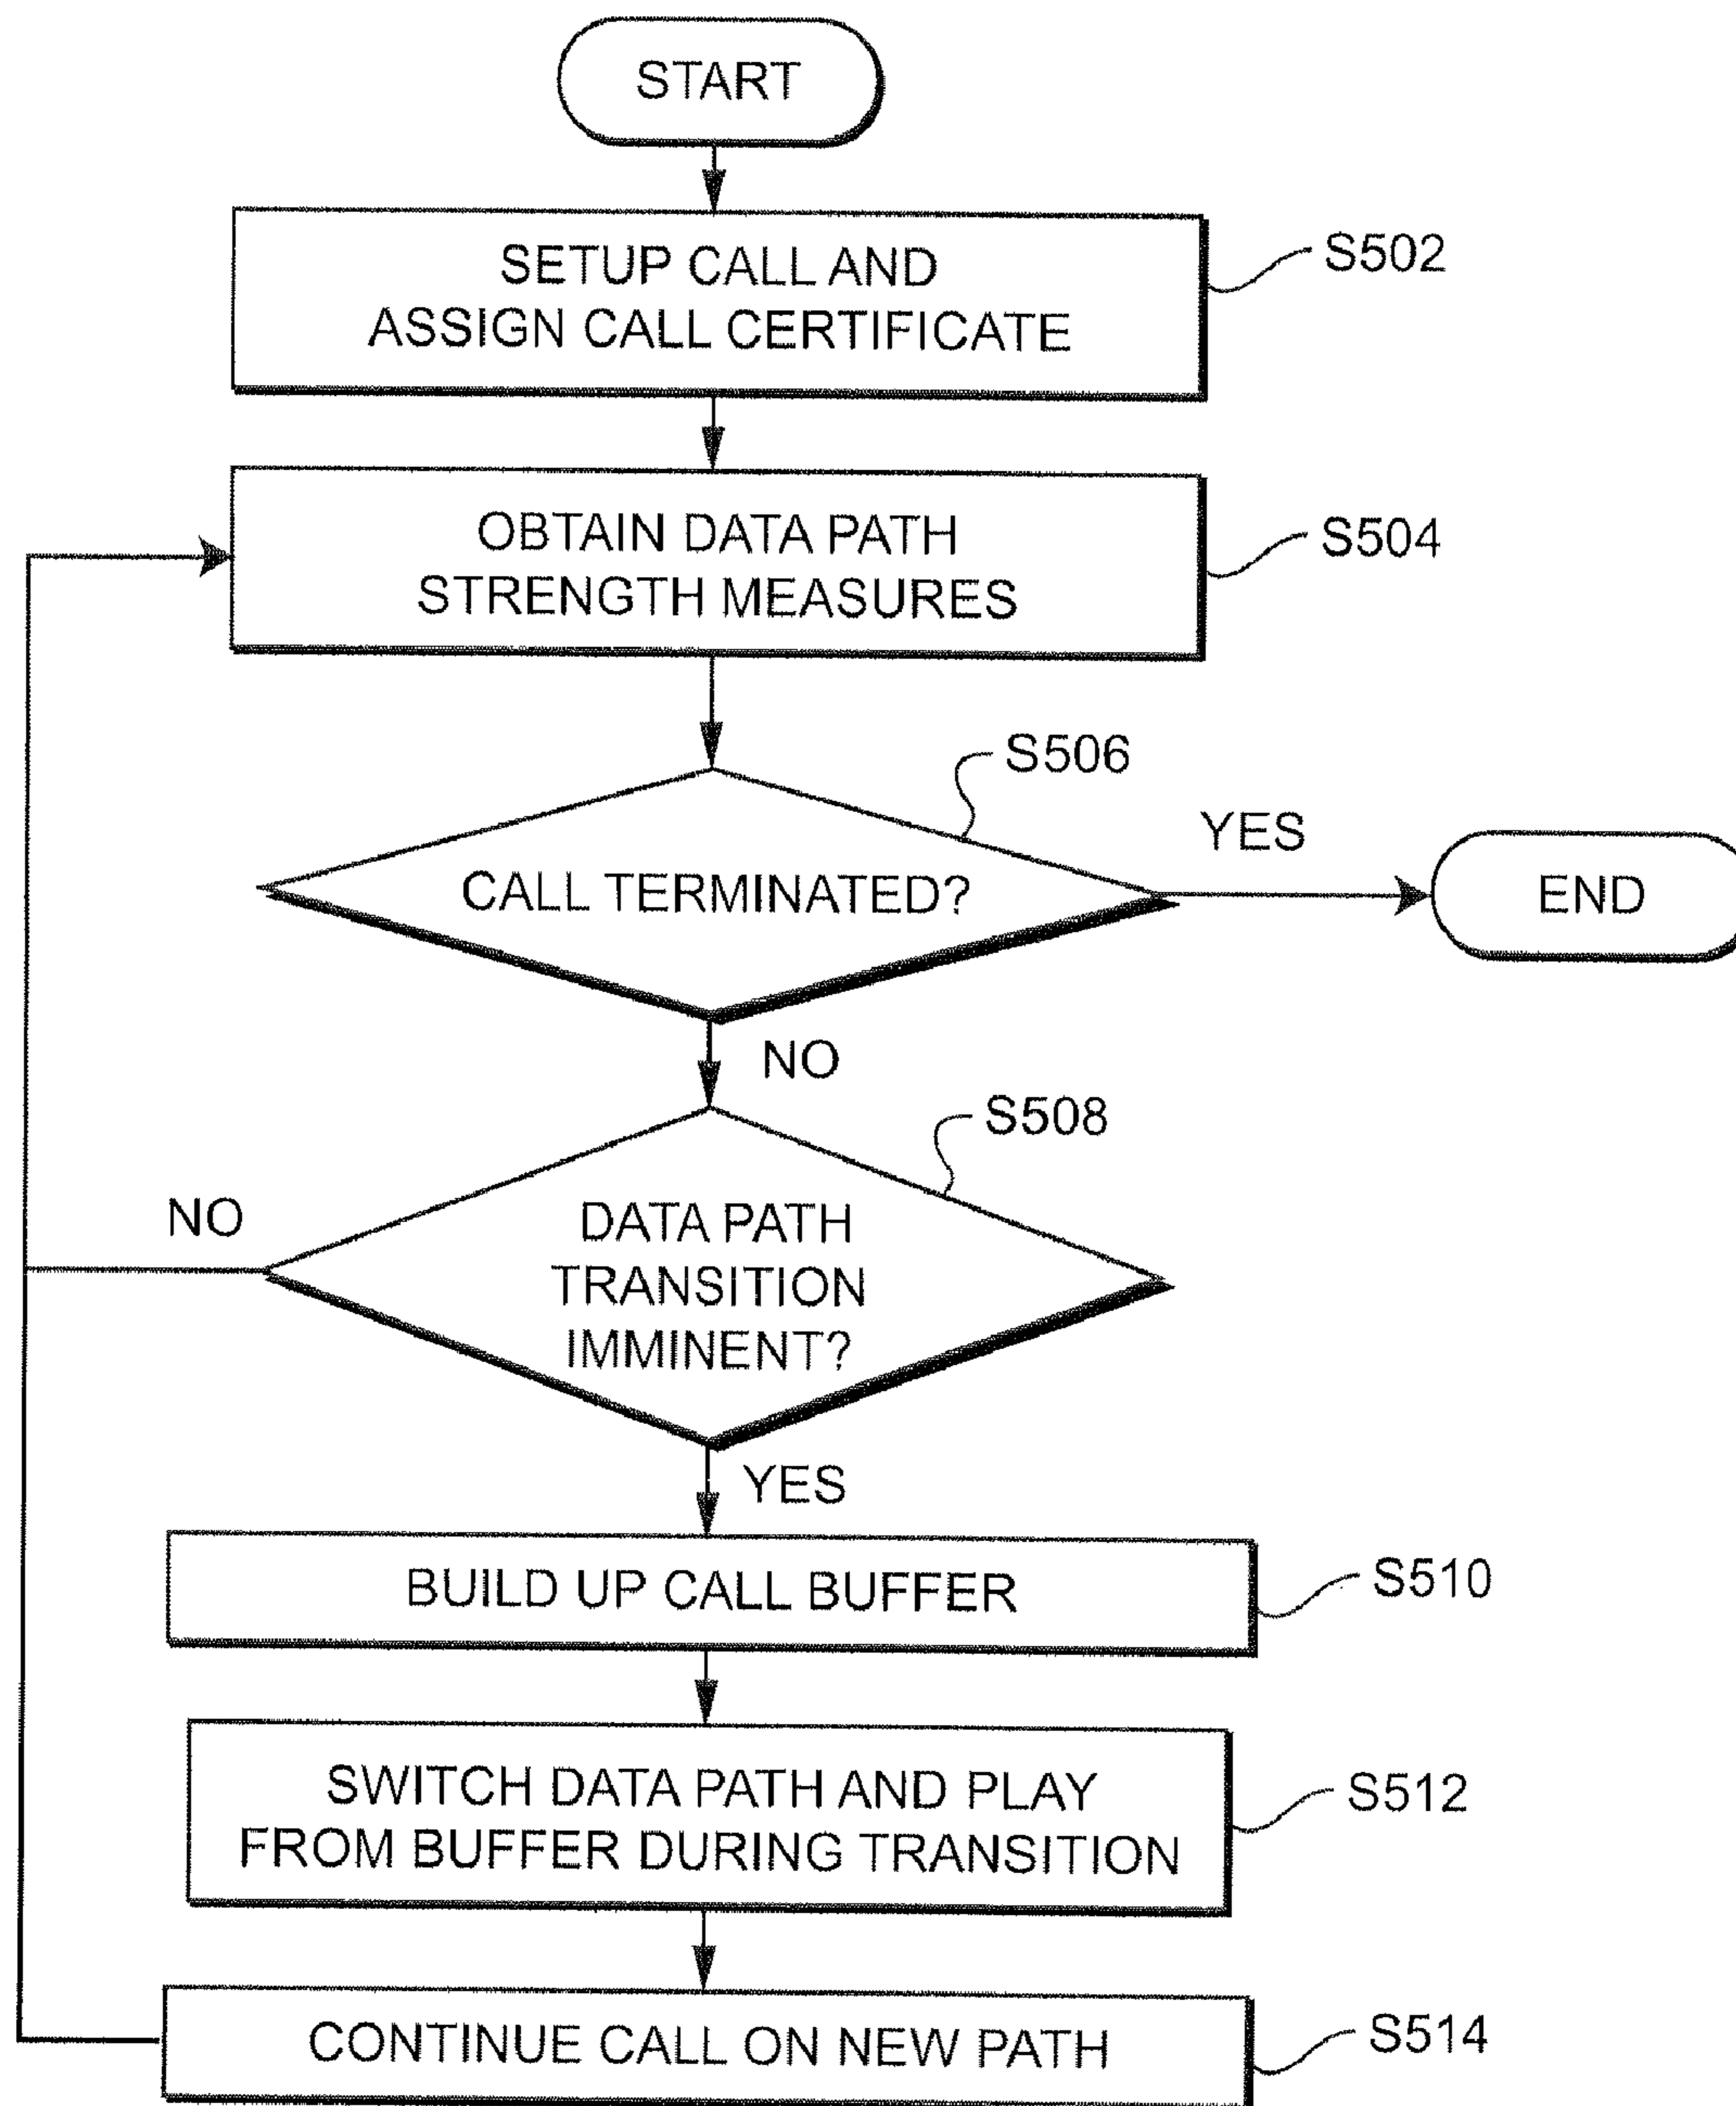 START
SETUP CALL AND
ASSIGN CALL CERTIFICATE
S502
OBTAIN DATA PATH
STRENGTH MEASURES
S504
S506
CALL TERMINATED?
YES
END
NO
S508
DATA PATH
TRANSITION
IMMINENT?
NO
YES
BUILD UP CALL BUFFER
S510
SWITCH DATA PATH AND PLAY
FROM BUFFER DURING TRANSITION
S512
CONTINUE CALL ON NEW PATH
S514